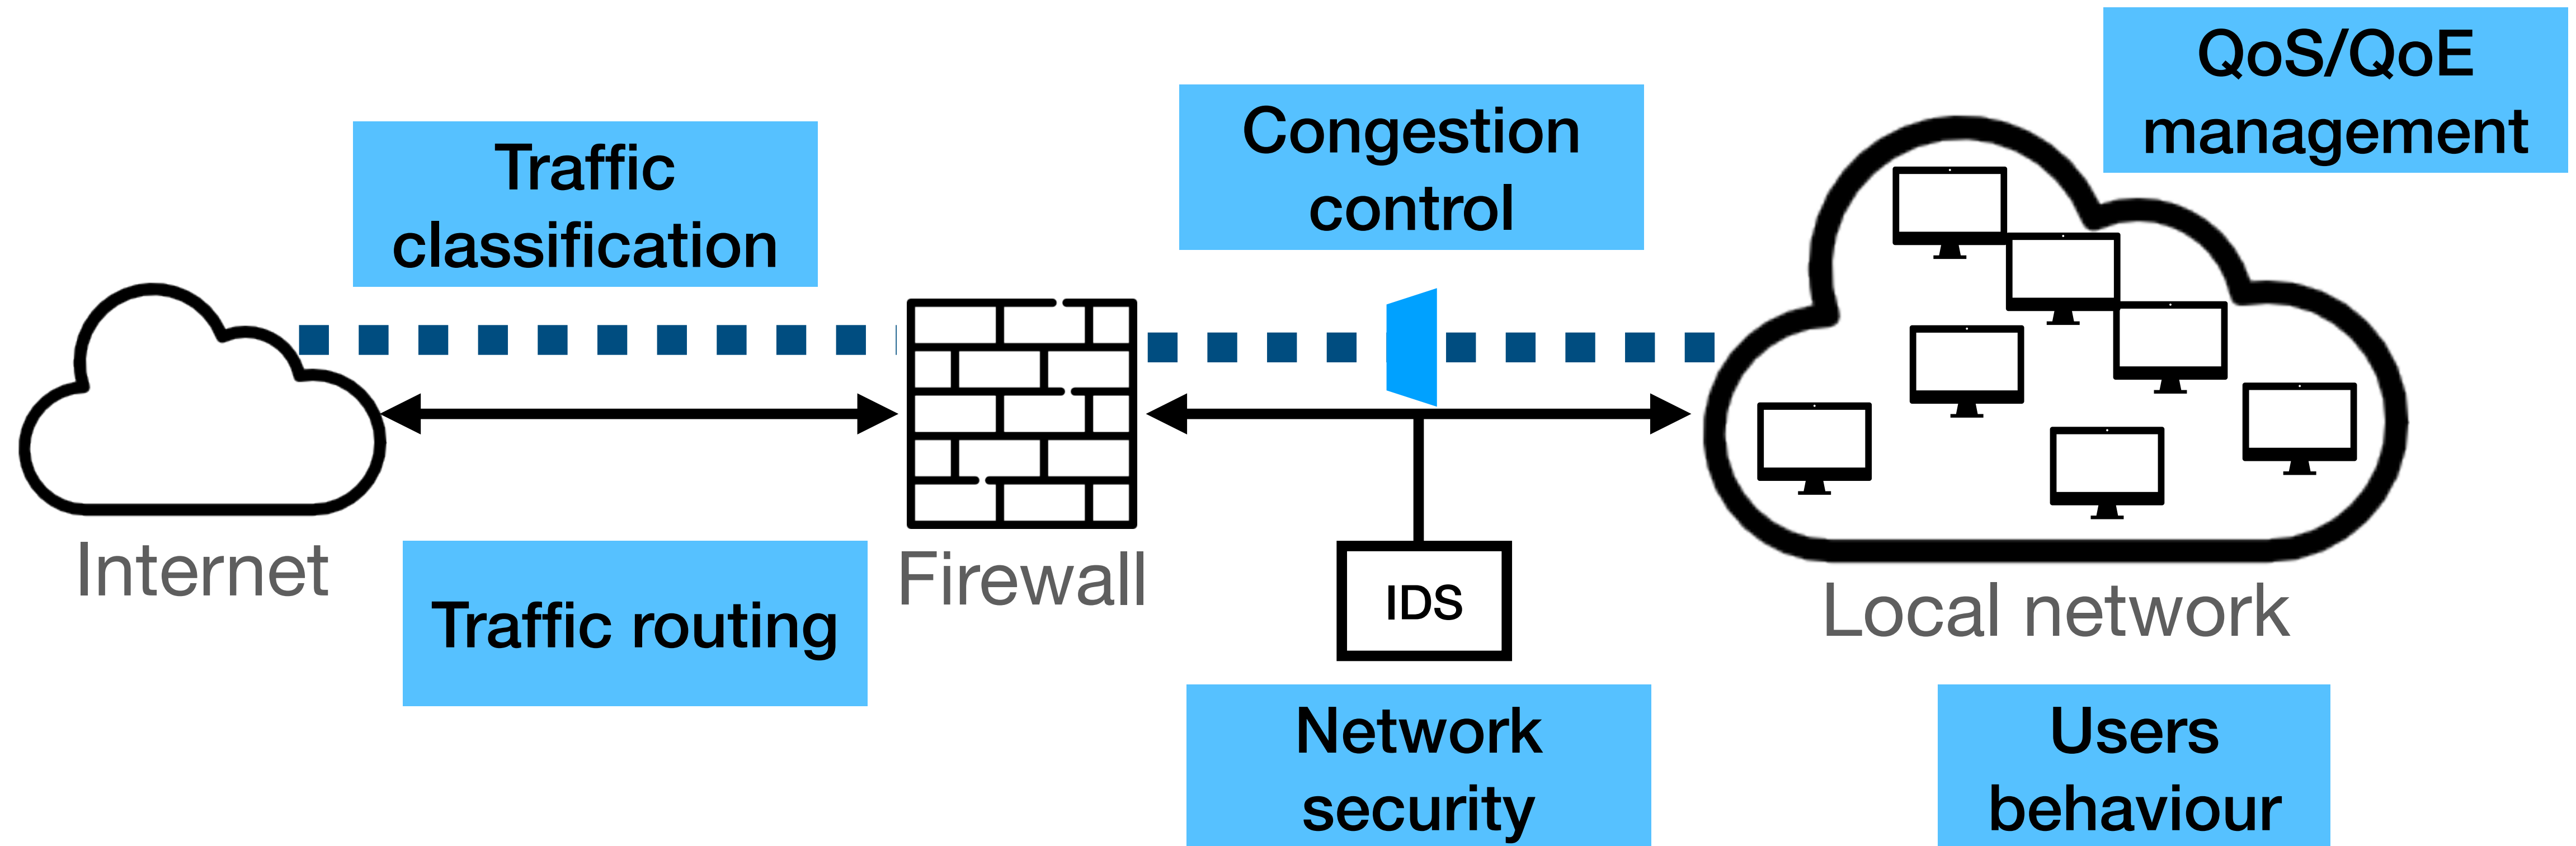 QoS/QoE
management
Congestion
control
Traffic
classification
Internet
Traffic routing
Firewall
IDS
Local network
Network
security
Users
behaviour